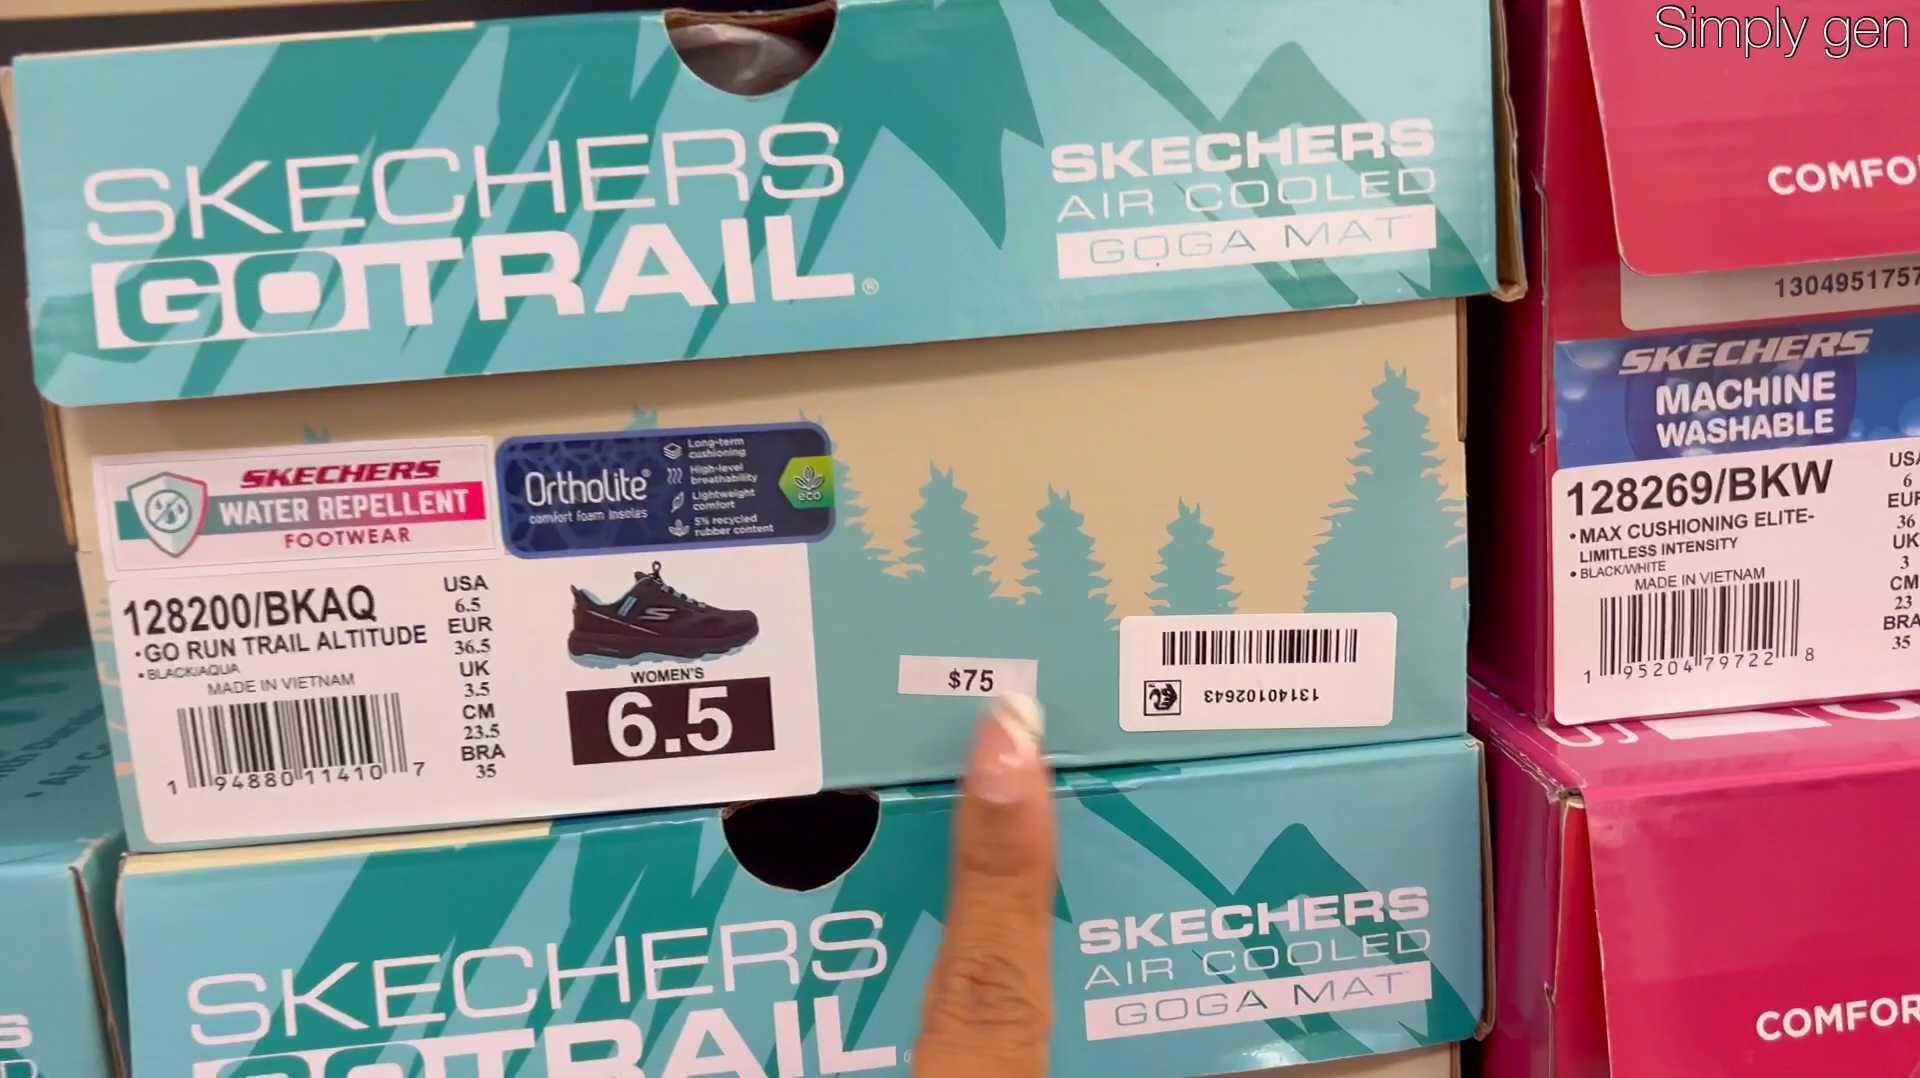 Simply gen
SKECHERS
GOTRAIL®
SKECHERS
AIR COOLED
GOGA MAT
SKECHERS
WATER REPELLENT
FOOTWEAR
Ortholite®
comfort foam insoles
Long-term
cushioning
High-level
breathability
Lightweight
comfort
5% recycled
rubber content
eco
128200/BKAQ
•GO RUN TRAIL ALTITUDE
•BLACK/AQUA
MADE IN VIETNAM
1 94880 11410 7
USA
6.5
EUR
36.5
UK
3.5
CM
23.5
BRA
35
WOMEN'S
6.5
$75
13140102643
SKECHERS
GOTRAIL
SKECHERS
AIR COOLED
GOGA MAT
COMFO
1304951757
SKECHERS
MACHINE
WASHABLE
128269/BKW
•MAX CUSHIONING ELITE-
LIMITLESS INTENSITY
•BLACK/WHITE
MADE IN VIETNAM
1 95204 79722 8
USA
6
EUR
36
UK
3
CM
23
BRA
35
COMFOR